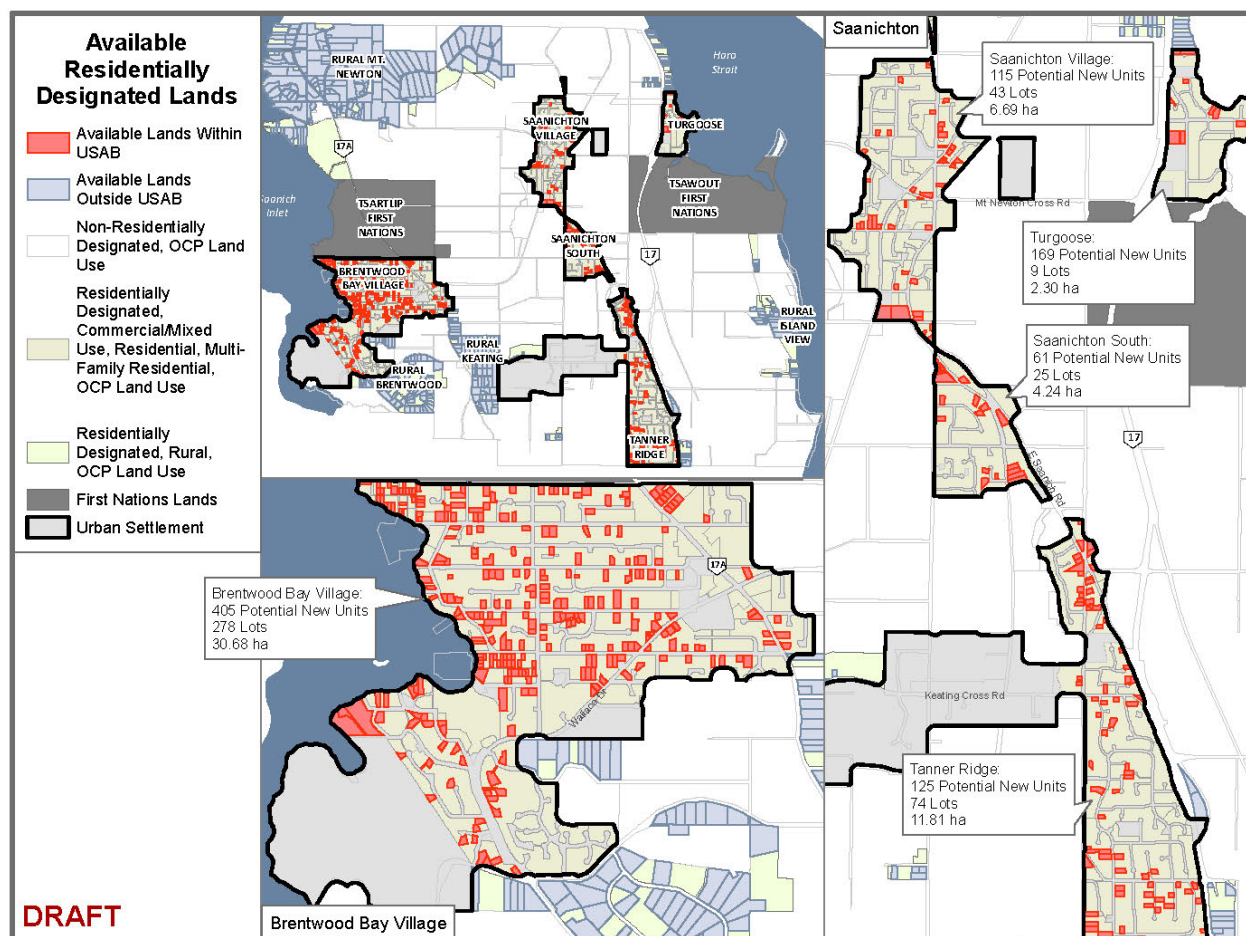 Available
Residentially
Designated Lands
Available Lands Within
USAB
Available Lands
Outside USAB
Non-Residentially
Designated, OCP Land
Use
Residentially
Designated,
Commercial/Mixed
Use, Residential, Multi-
Family Residential,
OCP Land Use
Residentially
Designated, Rural,
OCP Land Use
First Nations Lands
Urban Settlement
DRAFT
RURAL MT.
NEWTON
Haro
Strait
SAANICHTON
VILLAGE
TURGOOSE
17A
Saanich
Inlet
TSARTLIP
FIRST
NATIONS
TSAWOUT
FIRST
NATIONS
SAANICHTON
SOUTH
17
BRENTWOOD
BAY VILLAGE
RURAL
ISLAND
VIEW
RURAL
KEATING
RURAL
BRENTWOOD
TANNER
RIDGE
17A
Brentwood Bay Village:
405 Potential New Units
278 Lots
30.68 ha
Wallace Dr
Brentwood Bay Village
Saanichton
Saanichton Village:
115 Potential New Units
43 Lots
6.69 ha
Mt Newton Cross Rd
Turgoose:
169 Potential New Units
9 Lots
2.30 ha
Saanichton South:
61 Potential New Units
25 Lots
4.24 ha
17
E Saanich Rd
Keating Cross Rd
Tanner Ridge:
125 Potential New Units
74 Lots
11.81 ha